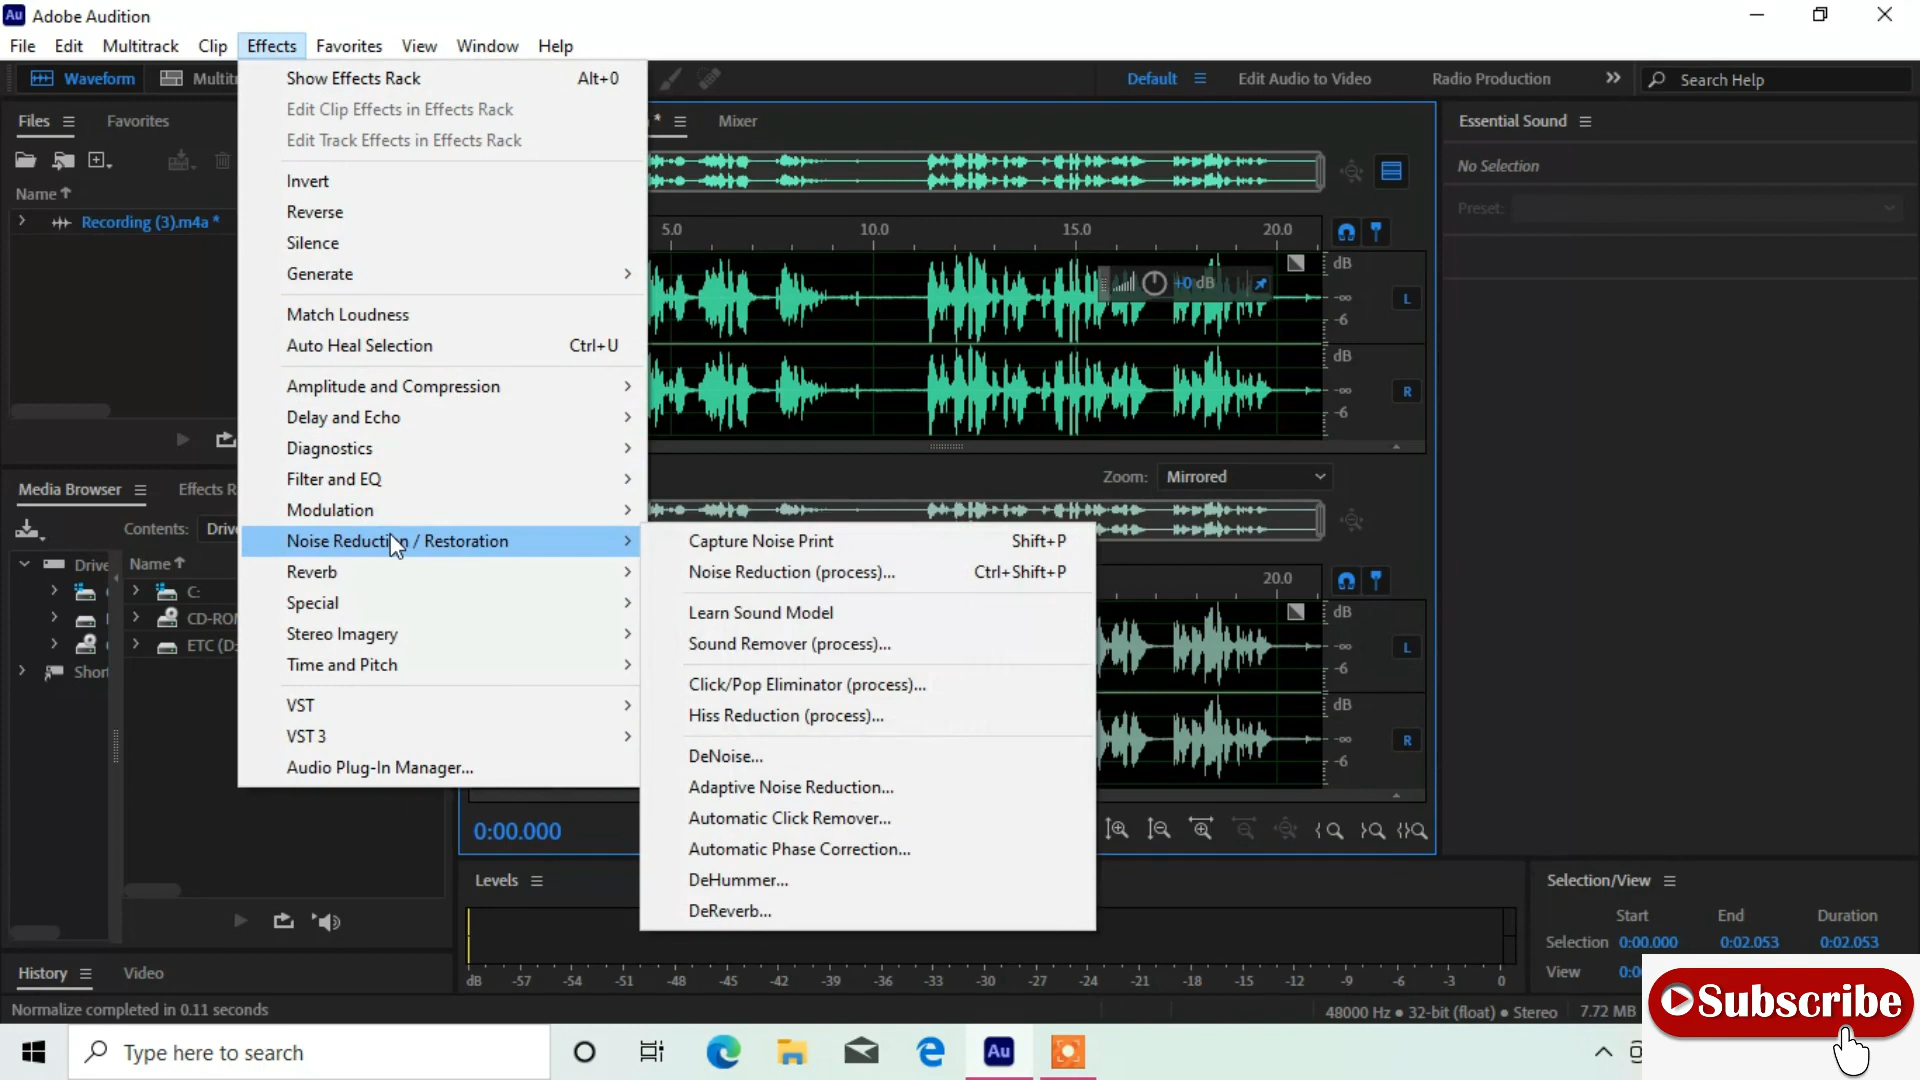 Au Adobe Audition
File Edit Multitrack Clip Effects Favorites View Window Help
Waveform Multit Default Edit Audio to Video Radio Production Search Help
Files Favorites
Name
Recording (3).m4a *
Show Effects Rack Alt+0
Edit Clip Effects in Effects Rack
Edit Track Effects in Effects Rack
Invert
Reverse
Silence
Generate
Match Loudness
Auto Heal Selection Ctrl+U
Amplitude and Compression
Delay and Echo
Diagnostics
Filter and EQ
Modulation
Noise Reduction / Restoration
Reverb
Special
Stereo Imagery
Time and Pitch
VST
VST 3
Audio Plug-In Manager...
Capture Noise Print Shift+P
Noise Reduction (process)... Ctrl+Shift+P
Learn Sound Model
Sound Remover (process)...
Click/Pop Eliminator (process)...
Hiss Reduction (process)...
DeNoise...
Adaptive Noise Reduction...
Automatic Click Remover...
Automatic Phase Correction...
DeHummer...
DeReverb...
* Mixer
5.0 10.0 15.0 20.0
+0 dB
dB
-∞ L
-6
dB
-∞ R
-6
Zoom: Mirrored
20.0
dB
-∞ L
-6
dB
-∞ R
-6
0:00.000
Essential Sound
No Selection
Preset:
Media Browser Effects R
Contents: Drive
Drive Name
C:
CD-ROM
ETC (D:
Short
Levels
dB -57 -54 -51 -48 -45 -42 -39 -36 -33 -30 -27 -24 -21 -18 -15 -12 -9 -6 -3 0
Selection/View
Start End Duration
Selection 0:00.000 0:02.053 0:02.053
View 0:0
History Video
Normalize completed in 0.11 seconds
48000 Hz ● 32-bit (float) ● Stereo 7.72 MB
Subscribe
Type here to search
Au